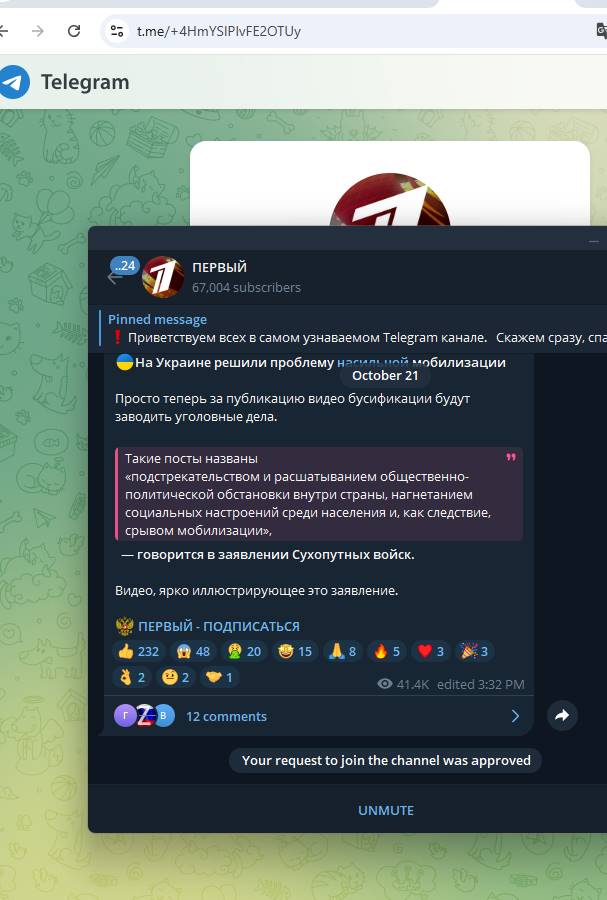 t.me/+4HmYSIPIvFE2OTUy
Telegram
..24
ПЕРВЫЙ
67,004 subscribers
Pinned message
❗ Приветствуем всех в самом узнаваемом Telegram канале. Скажем сразу, спа
На Украине решили проблему насильной мобилизации
October 21
Просто теперь за публикацию видео бусификации будут
заводить уголовные дела.
Такие посты названы
«подстрекательством и расшатыванием общественно-
политической обстановки внутри страны, нагнетанием
социальных настроений среди населения и, как следствие,
срывом мобилизации»,
— говорится в заявлении Сухопутных войск.
Видео, ярко иллюстрирующее это заявление.
ПЕРВЫЙ - ПОДПИСАТЬСЯ
👍 232 😱 48 🤮 20 🤩 15 🙏 8 🔥 5 ❤ 3 🎉 3
👌 2 😐 2 🤝 1
41.4K edited 3:32 PM
Г Z В 12 comments
Your request to join the channel was approved
UNMUTE